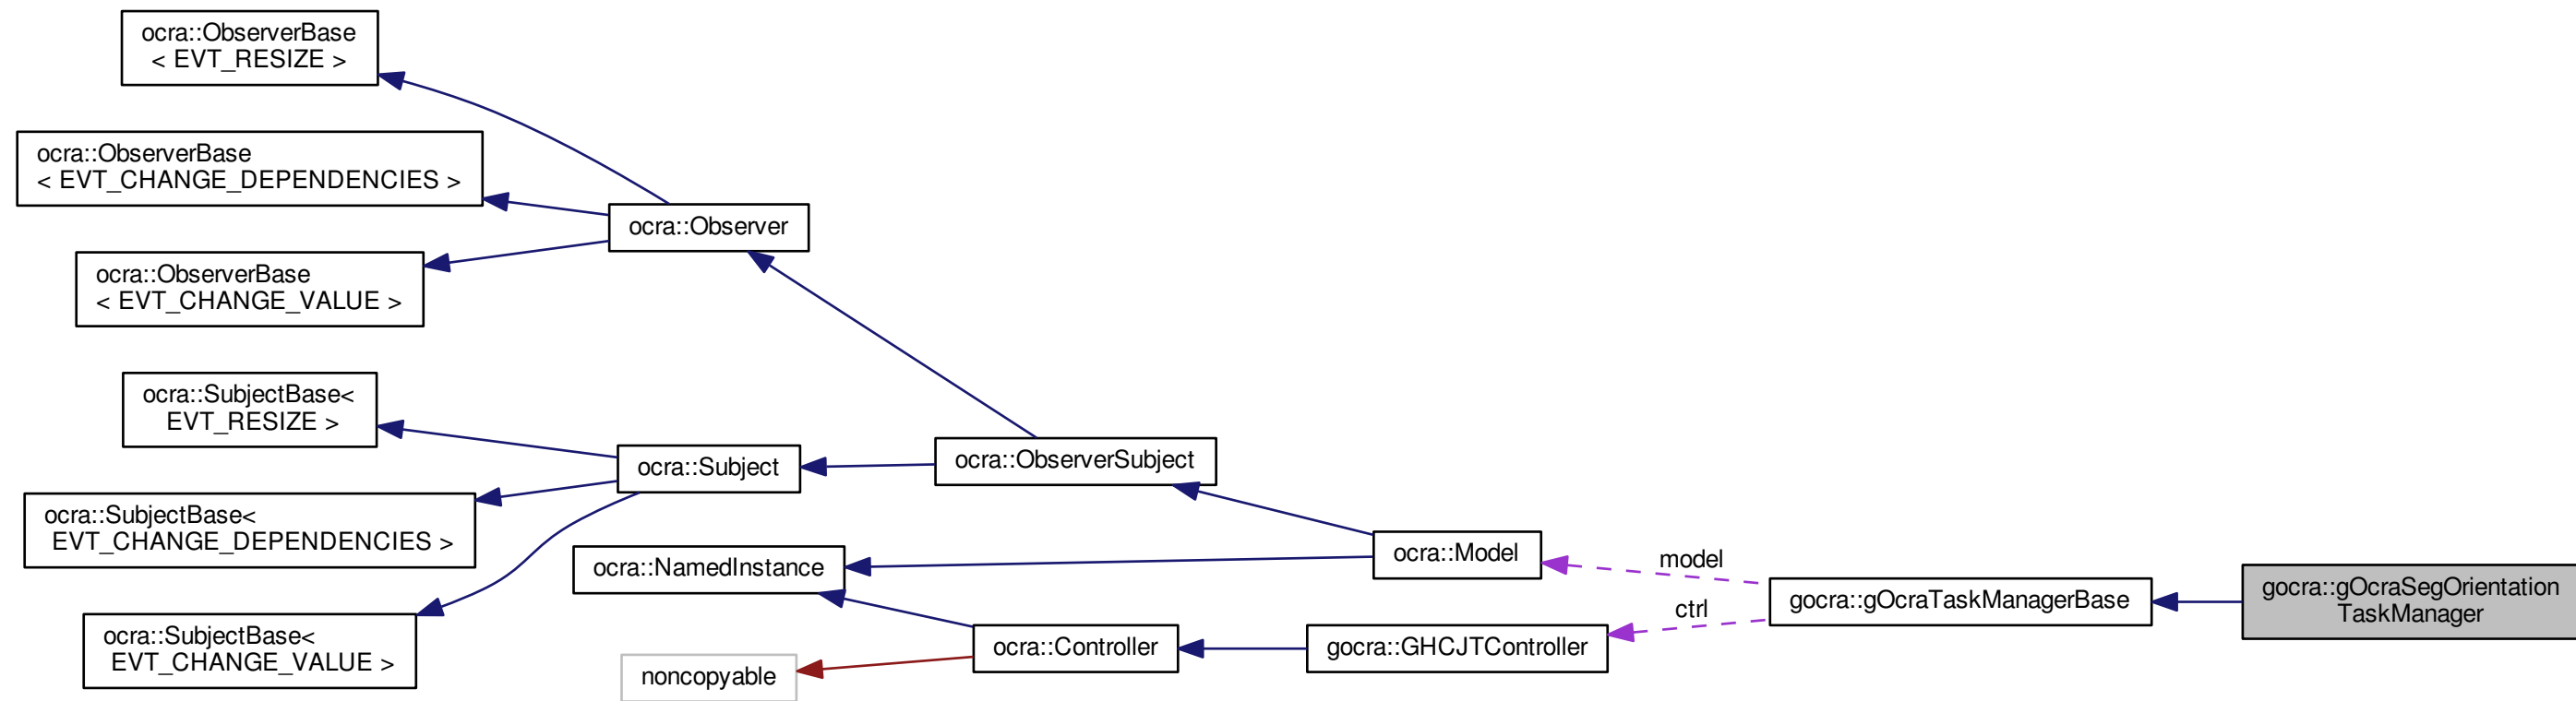 ocra::ObserverBase
< EVT_RESIZE >
ocra::ObserverBase
< EVT_CHANGE_DEPENDENCIES >
ocra::Observer
ocra::ObserverBase
< EVT_CHANGE_VALUE >
ocra::SubjectBase<
EVT_RESIZE >
ocra::Subject
ocra::ObserverSubject
ocra::SubjectBase<
EVT_CHANGE_DEPENDENCIES >
ocra::NamedInstance
ocra::Model
model
gocra::gOcraTaskManagerBase
gocra::gOcraSegOrientation
TaskManager
ctrl
ocra::SubjectBase<
EVT_CHANGE_VALUE >
noncopyable
ocra::Controller
gocra::GHCJTController